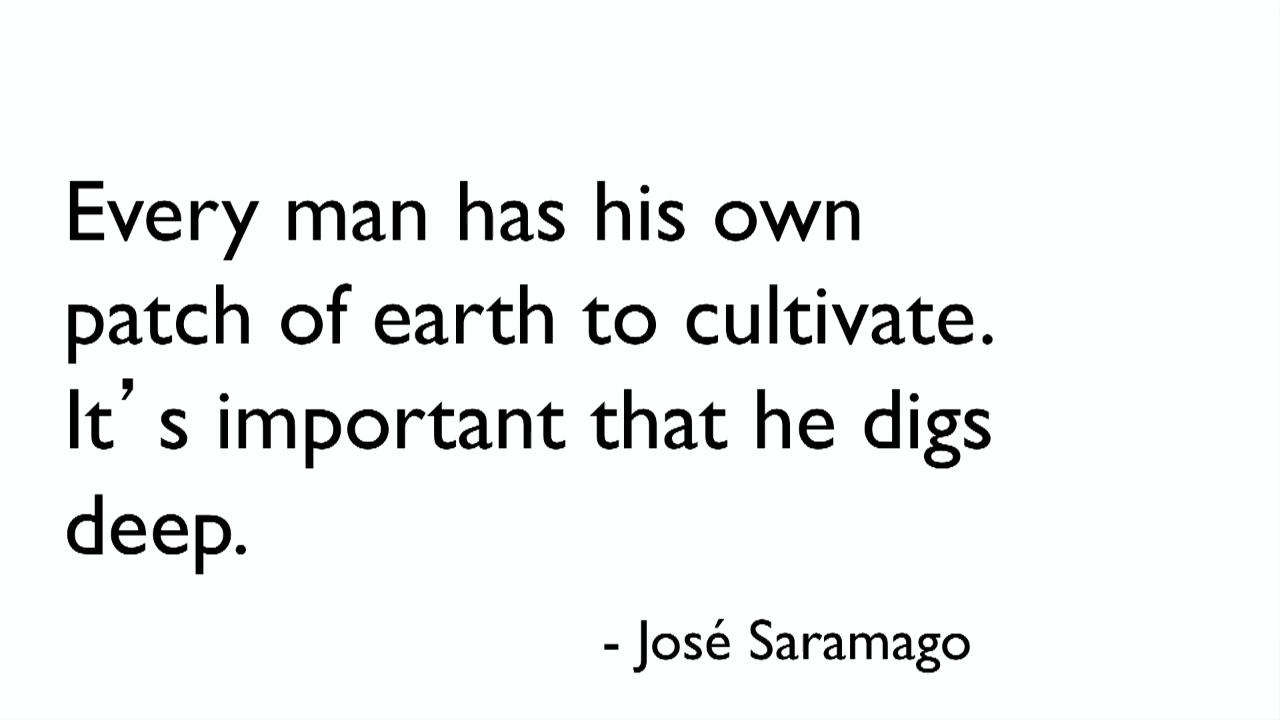 Every man has his own
patch of earth to cultivate.
It’s important that he digs
deep.
- José Saramago